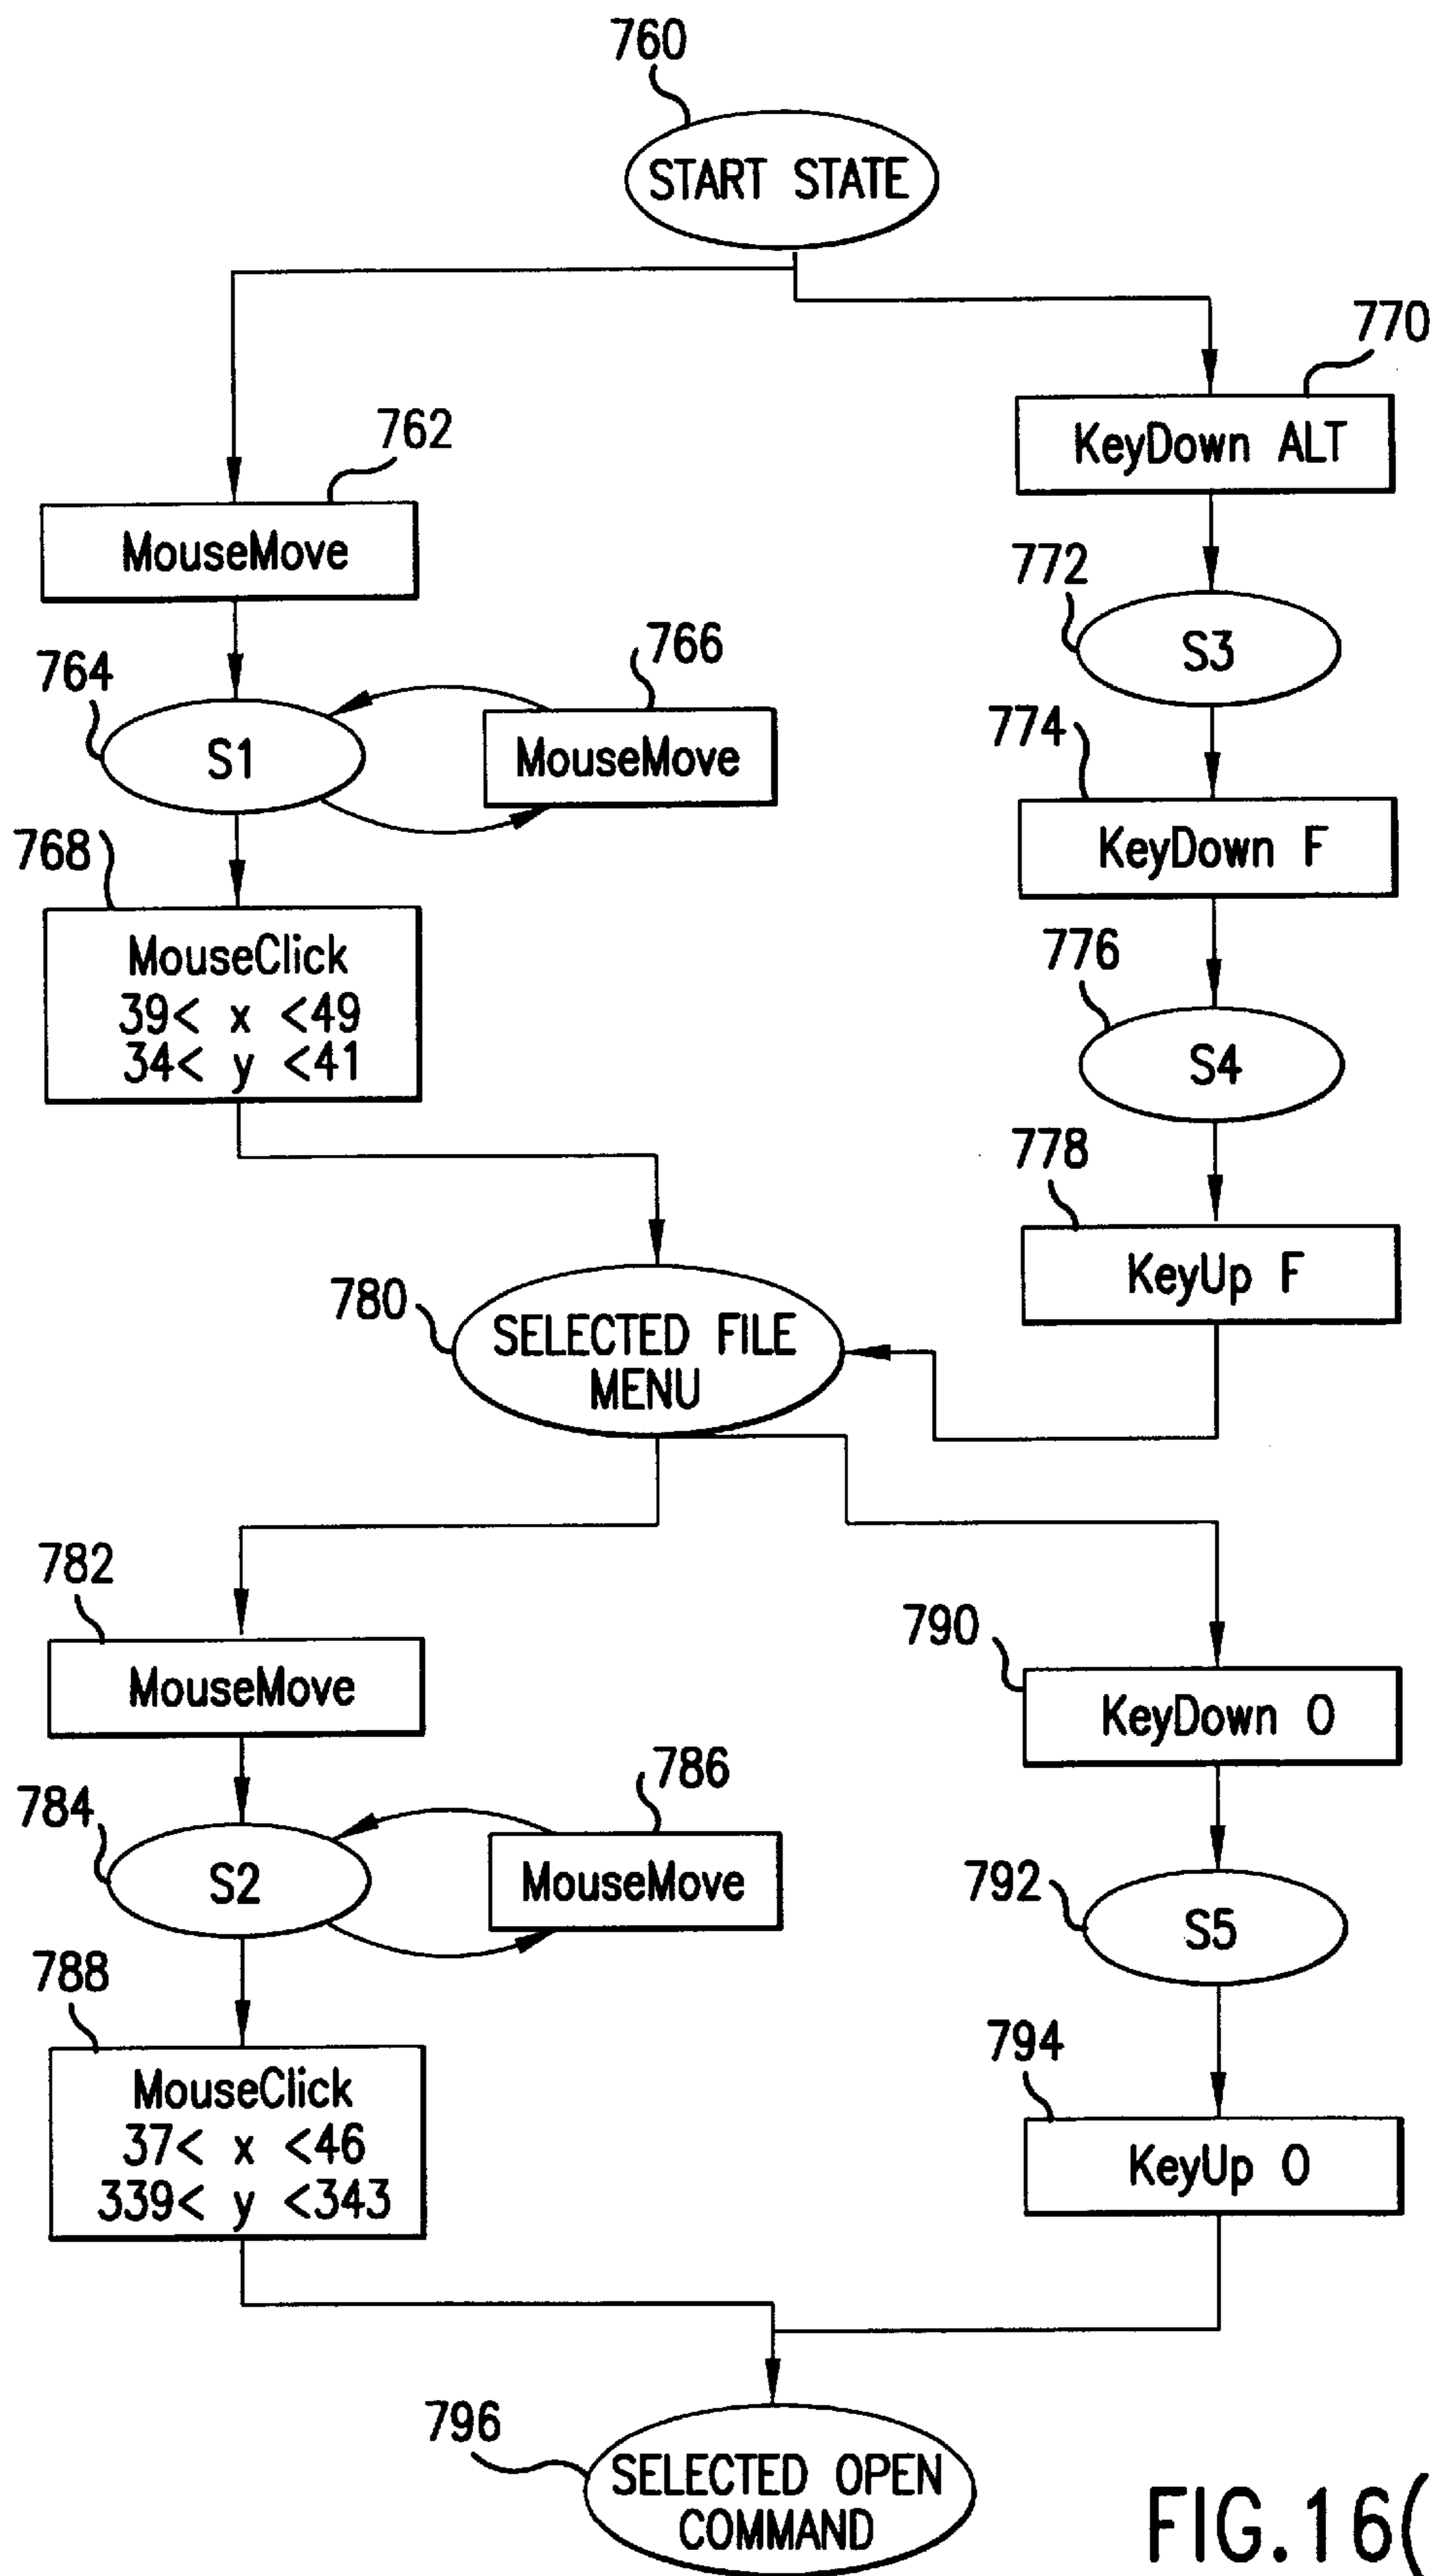 760
START STATE
770
KeyDown ALT
762
MouseMove
772
S3
764
S1
766
MouseMove
774
KeyDown F
768
MouseClick
39< x <49
34< y <41
776
S4
778
KeyUp F
780
SELECTED FILE
MENU
782
MouseMove
790
KeyDown O
784
S2
786
MouseMove
792
S5
788
MouseClick
37< x <46
339< y <343
794
KeyUp O
796
SELECTED OPEN
COMMAND
FIG.16(